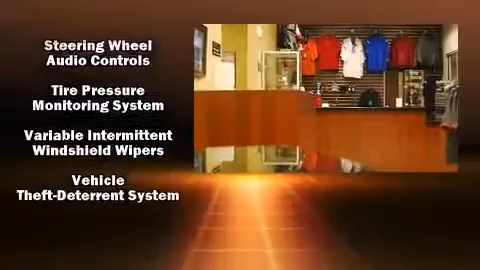 Steering Wheel
Audio Controls
Tire Pressure
Monitoring System
Variable Intermittent
Windshield Wipers
Vehicle
Theft-Deterrent System